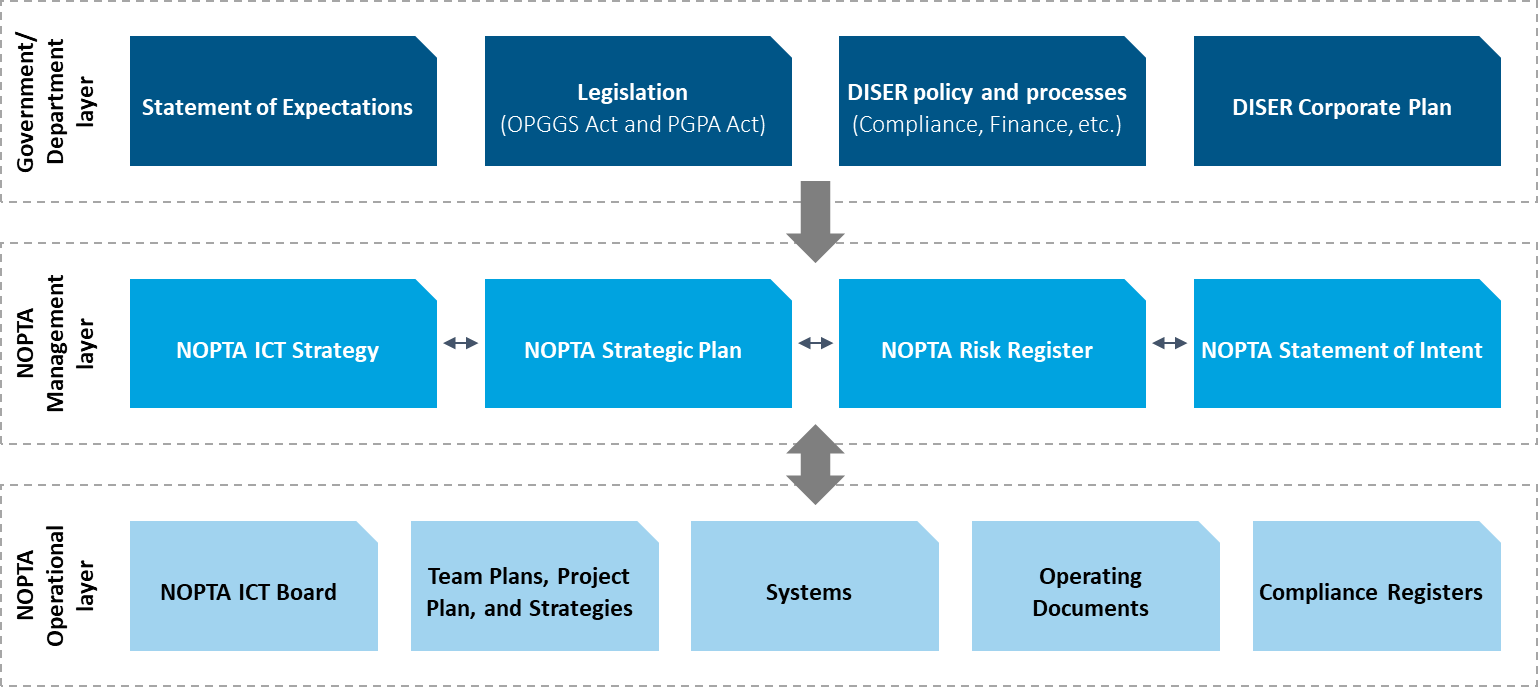 Government/
Department
layer
Statement of Expectations
Legislation
(OPGGS Act and PGPA Act)
DISER policy and processes
(Compliance, Finance, etc.)
DISER Corporate Plan
NOPTA
Management
layer
NOPTA ICT Strategy
NOPTA Strategic Plan
NOPTA Risk Register
NOPTA Statement of Intent
NOPTA
Operational
layer
NOPTA ICT Board
Team Plans, Project
Plan, and Strategies
Systems
Operating
Documents
Compliance Registers